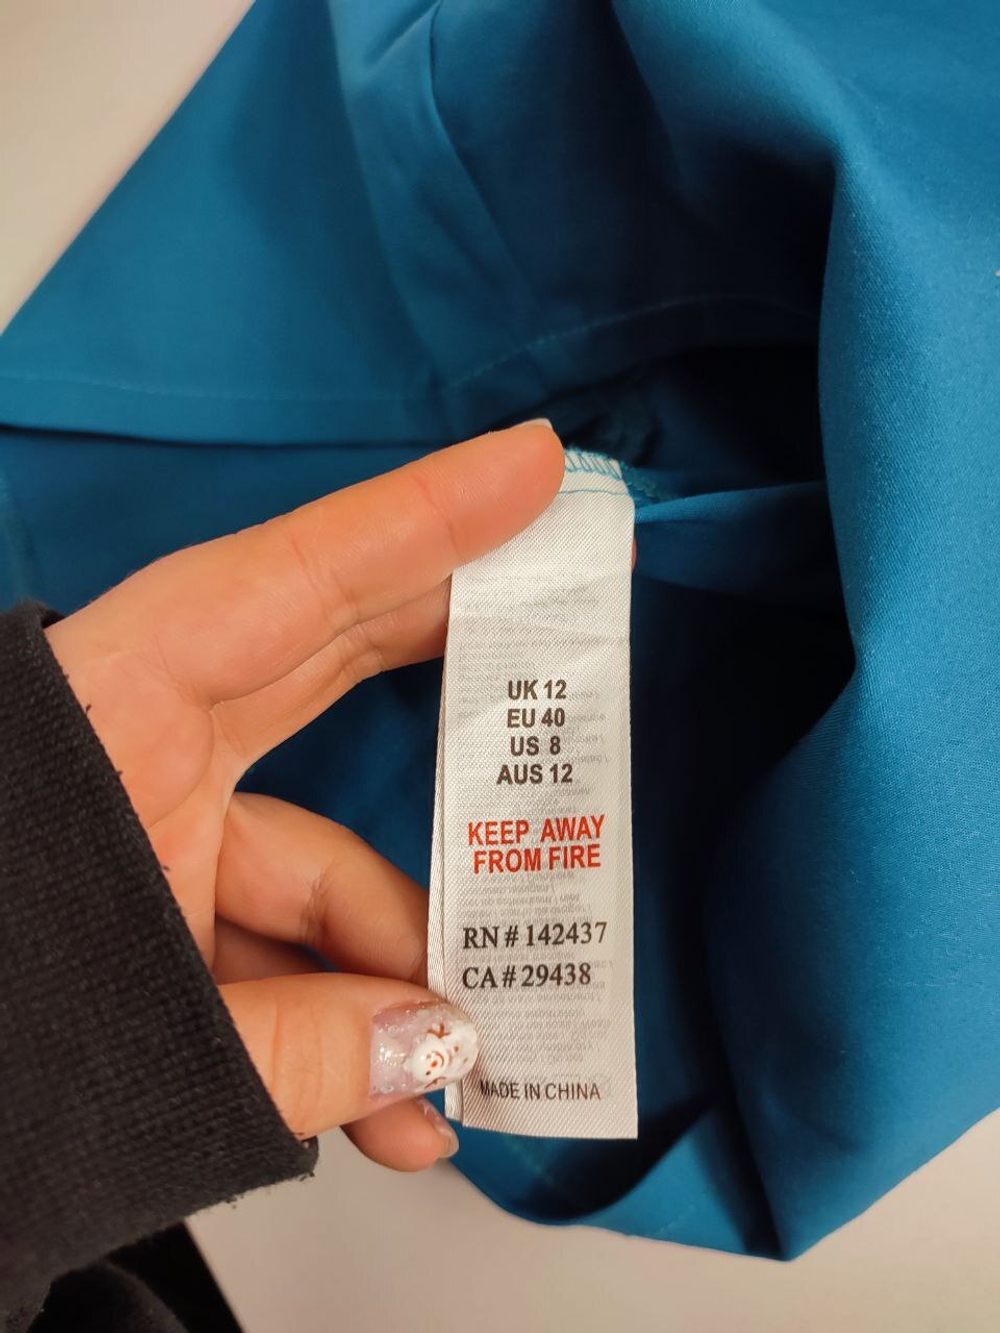 UK 12
EU 40
US 8
AUS 12
KEEP AWAY
FROM FIRE
RN # 142437
CA # 29438
MADE IN CHINA